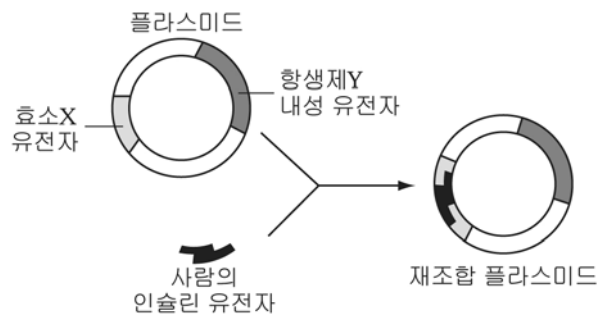 플라스미드
항생제Y
내성 유전자
효소X
유전자
사람의
인슐린 유전자
재조합 플라스미드